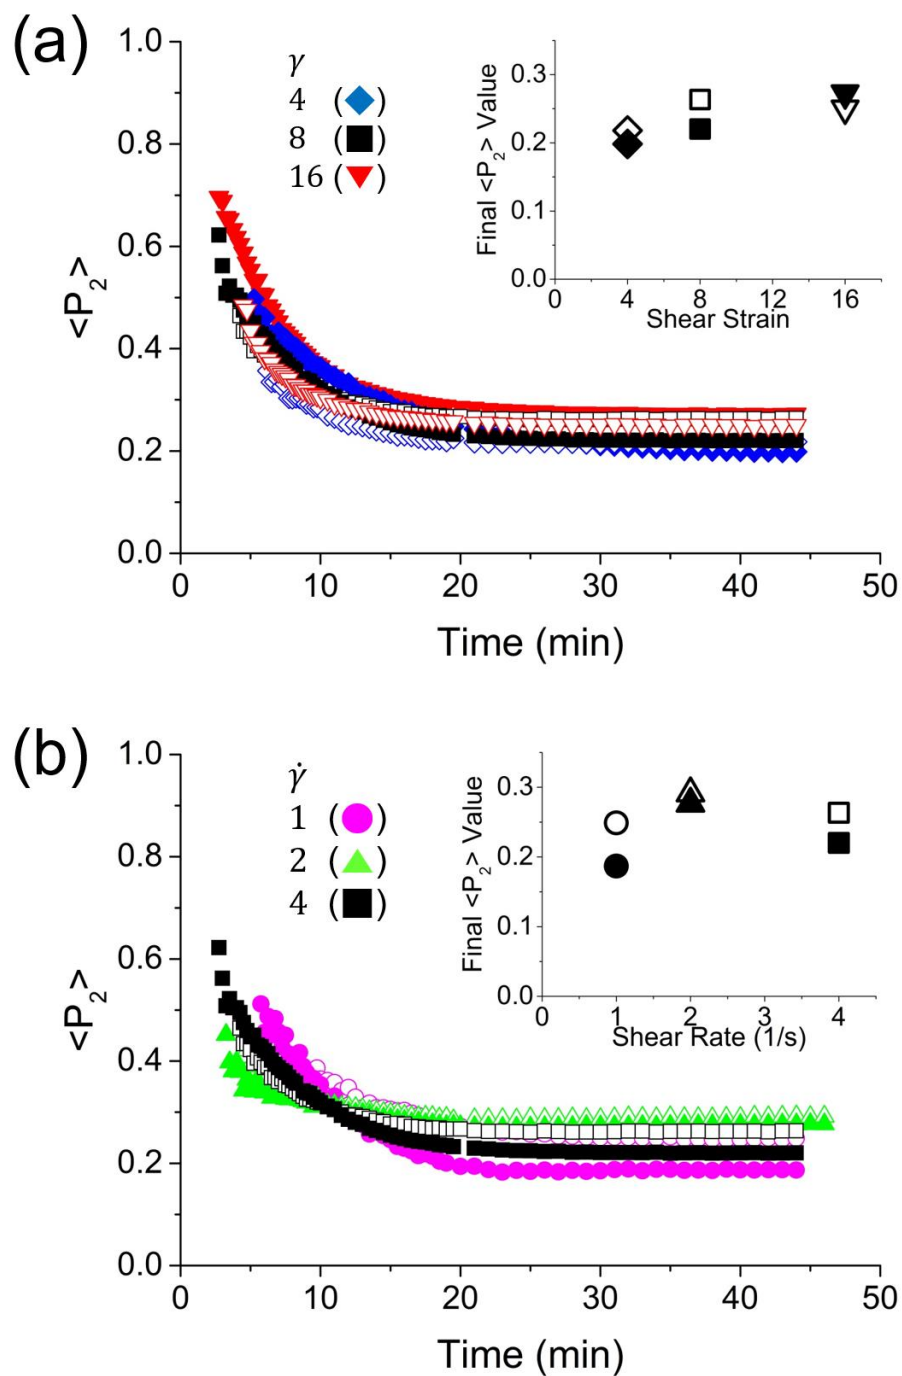 (a)
<P₂>
1.0
0.8
0.6
0.4
0.2
0.0
0 10 20 30 40 50
Time (min)
γ
4 ( )
8 ( )
16 ( )
Final <P₂> Value
0.3
0.2
0.1
0.0
0 4 8 12 16
Shear Strain
(b)
<P₂>
1.0
0.8
0.6
0.4
0.2
0.0
0 10 20 30 40 50
Time (min)
γ̇
1 ( )
2 ( )
4 ( )
Final <P₂> Value
0.3
0.2
0.1
0.0
0 1 2 3 4
Shear Rate (1/s)